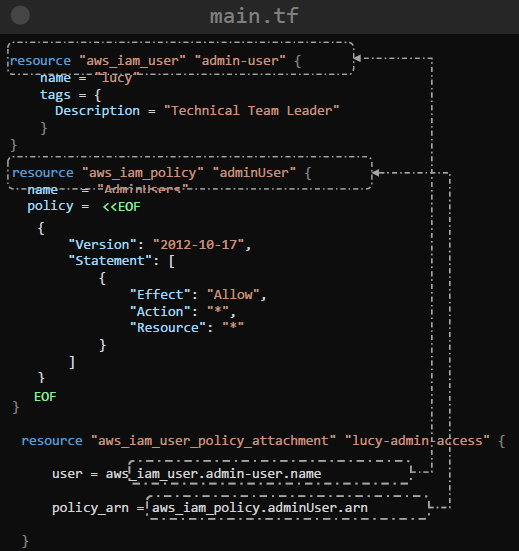 main.tf
resource "aws_iam_user" "admin-user" {
name = "lucy"
tags = {
Description = "Technical Team Leader"
}
}
resource "aws_iam_policy" "adminUser" {
name = "AdminUsers"
policy = <<EOF
{
"Version": "2012-10-17",
"Statement": [
{
"Effect": "Allow",
"Action": "*",
"Resource": "*"
}
]
}
EOF
}
resource "aws_iam_user_policy_attachment" "lucy-admin-access" {
user = aws_iam_user.admin-user.name
policy_arn = aws_iam_policy.adminUser.arn
}